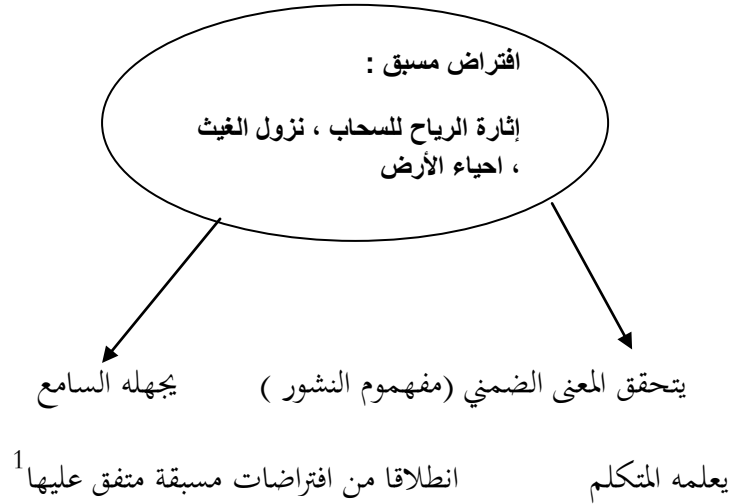 افتراض مسبق :
إثارة الرياح للسحاب ، نزول الغيث
، احياء الأرض
يتحقق المعنى الضمني (مفهموم النشور ) يجهله السامع
يعلمه المتكلم انطلاقا من افتراضات مسبقة متفق عليها1